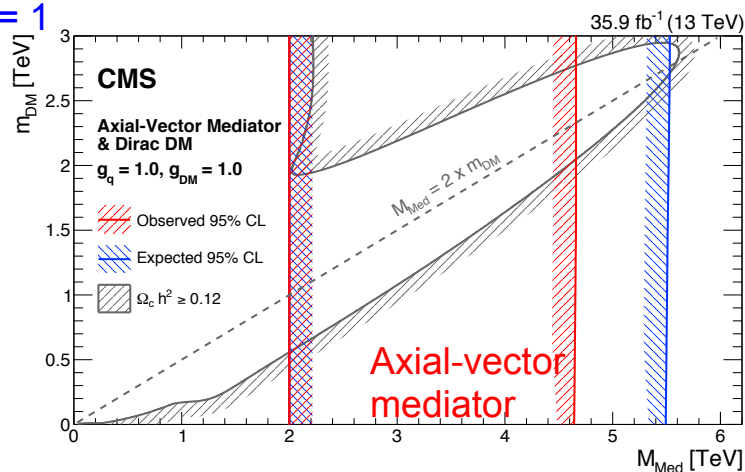 = 1
35.9 fb⁻¹ (13 TeV)
m_DM [TeV]
3
2.5
2
1.5
1
0.5
0
CMS
Axial-Vector Mediator
& Dirac DM
g_q = 1.0, g_DM = 1.0
Observed 95% CL
Expected 95% CL
Ω_c h² ≥ 0.12
M_Med = 2 x m_DM
Axial-vector
mediator
0 1 2 3 4 5 6
M_Med [TeV]